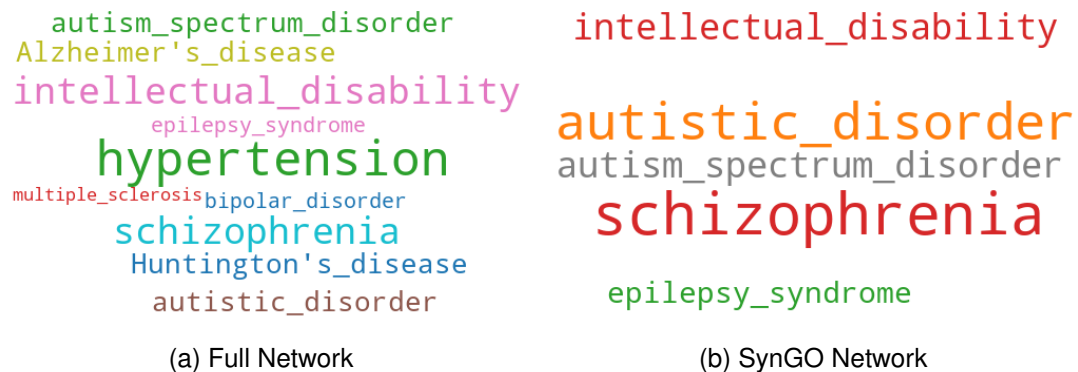 autism_spectrum_disorder
Alzheimer's_disease
intellectual_disability
epilepsy_syndrome
hypertension
multiple_sclerosis
bipolar_disorder
schizophrenia
Huntington's_disease
autistic_disorder
(a) Full Network
intellectual_disability
autistic_disorder
autism_spectrum_disorder
schizophrenia
epilepsy_syndrome
(b) SynGO Network